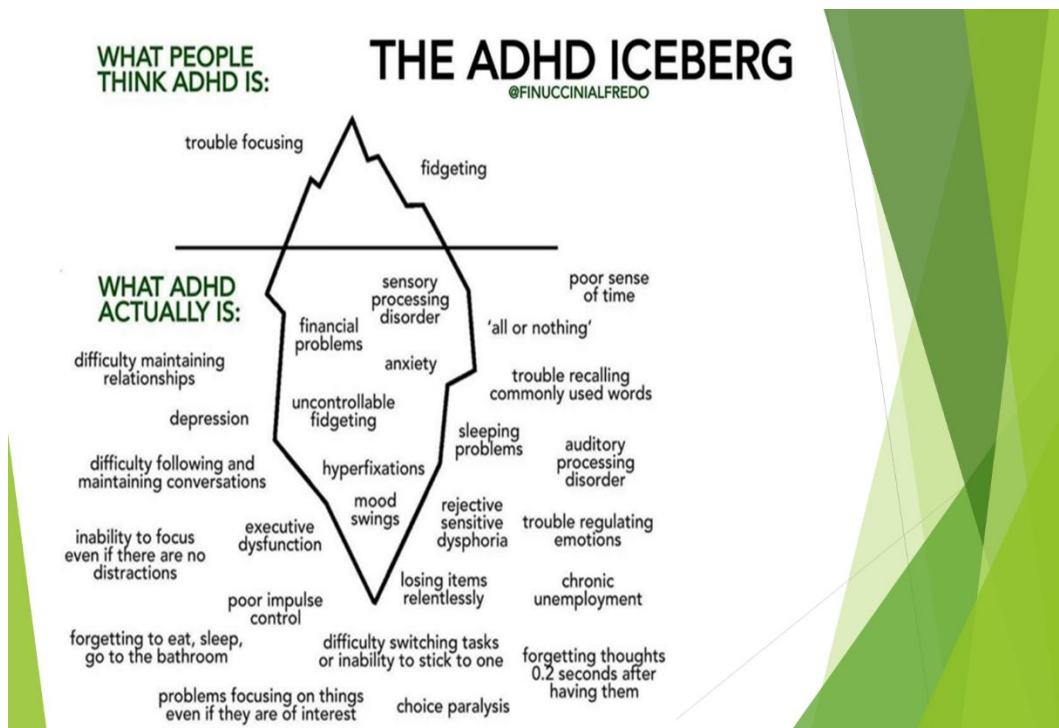 WHAT PEOPLE
THINK ADHD IS:
THE ADHD ICEBERG
@FINUCCINIALFREDO
trouble focusing
fidgeting
WHAT ADHD
ACTUALLY IS:
sensory
processing
disorder
poor sense
of time
financial
problems
'all or nothing'
difficulty maintaining
relationships
anxiety
trouble recalling
commonly used words
depression
uncontrollable
fidgeting
sleeping
problems
auditory
processing
disorder
difficulty following and
maintaining conversations
hyperfixations
mood
swings
rejective
sensitive
dysphoria
trouble regulating
emotions
inability to focus
even if there are no
distractions
executive
dysfunction
losing items
relentlessly
chronic
unemployment
poor impulse
control
forgetting to eat, sleep,
go to the bathroom
difficulty switching tasks
or inability to stick to one
forgetting thoughts
0.2 seconds after
having them
problems focusing on things
even if they are of interest
choice paralysis